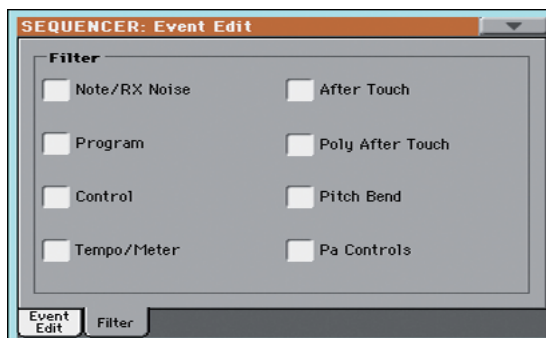 SEQUENCER: Event Edit
Filter
Note/RX Noise
After Touch
Program
Poly After Touch
Control
Pitch Bend
Tempo/Meter
Pa Controls
Event
Edit
Filter